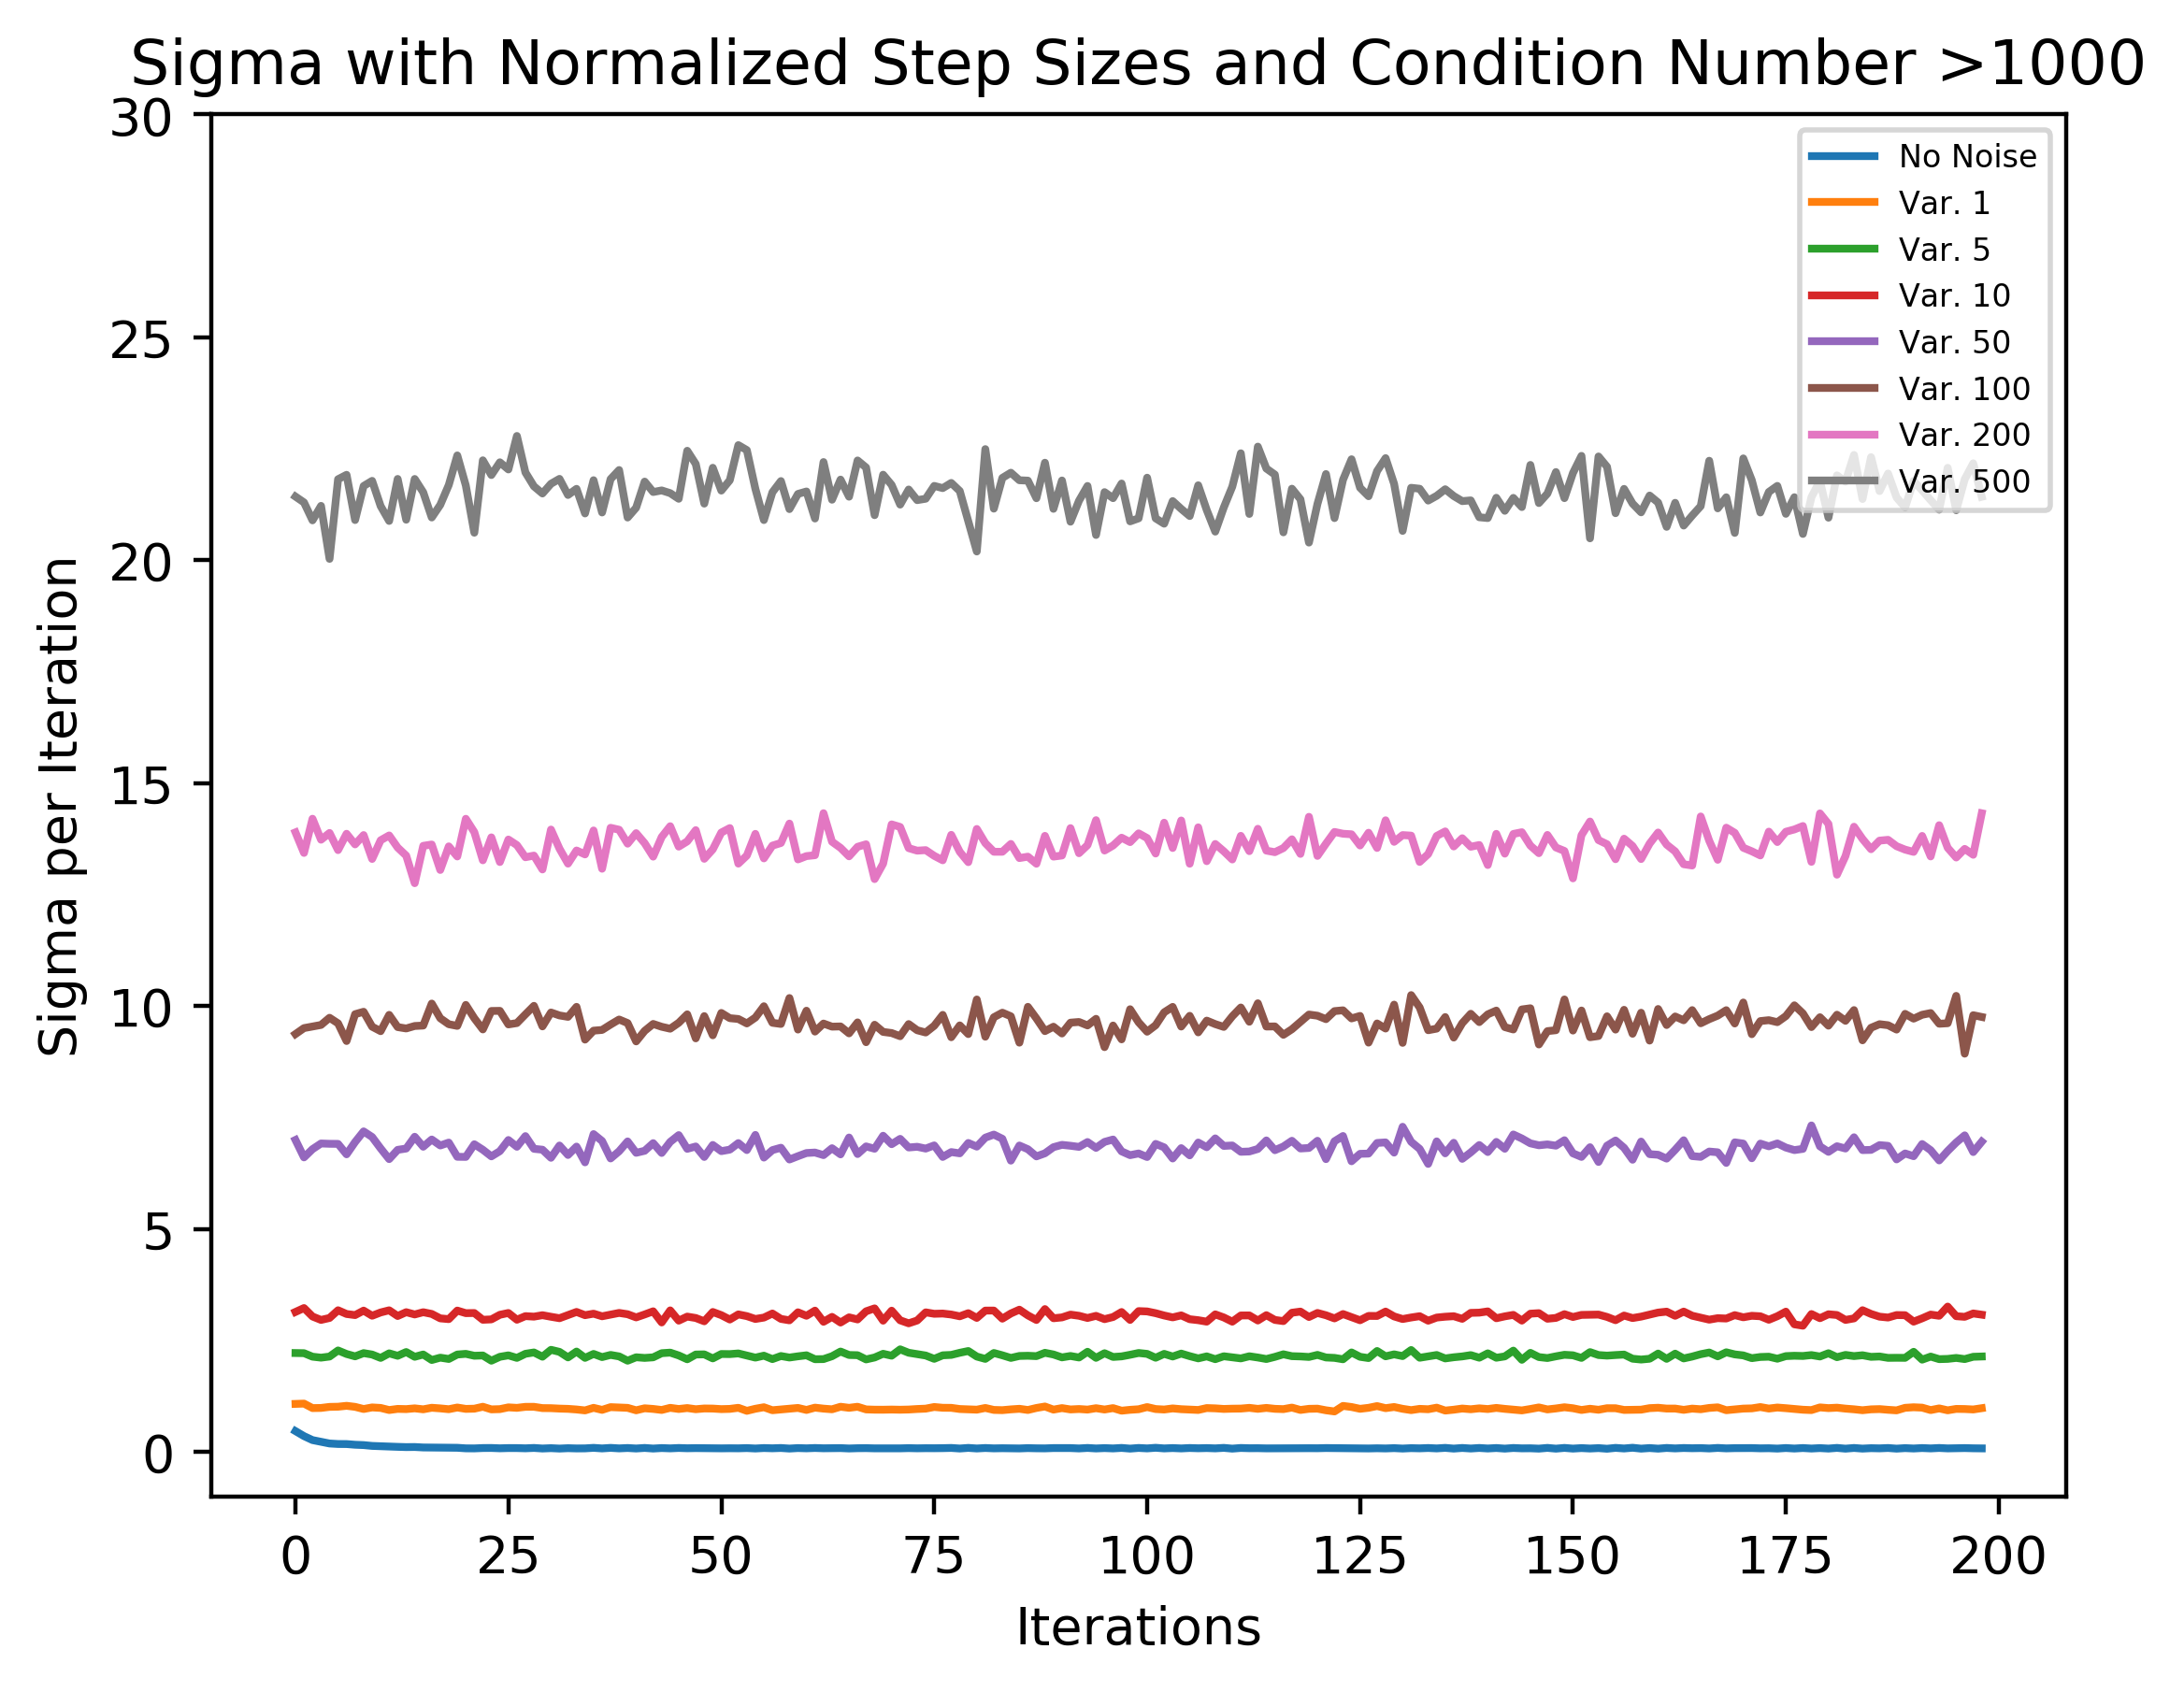 Sigma with Normalized Step Sizes and Condition Number >1000
30
25
20
15
10
5
0
Sigma per Iteration
No Noise
Var. 1
Var. 5
Var. 10
Var. 50
Var. 100
Var. 200
Var. 500
0 25 50 75 100 125 150 175 200
Iterations